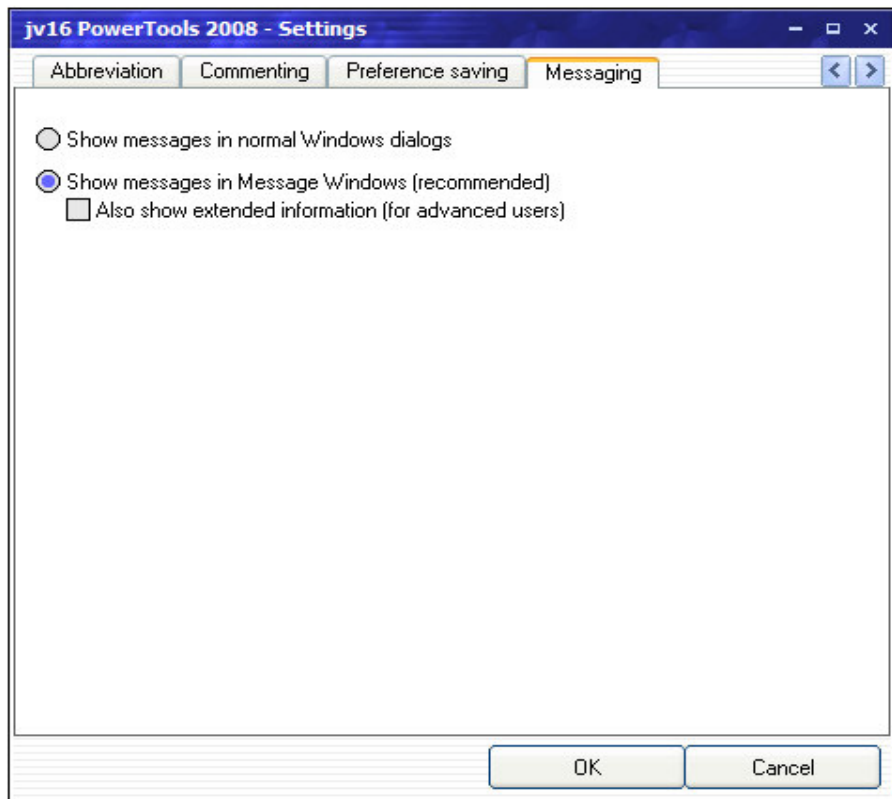 jv16 PowerTools 2008 - Settings
Abbreviation Commenting Preference saving Messaging
Show messages in normal Windows dialogs
Show messages in Message Windows (recommended)
Also show extended information (for advanced users)
OK Cancel